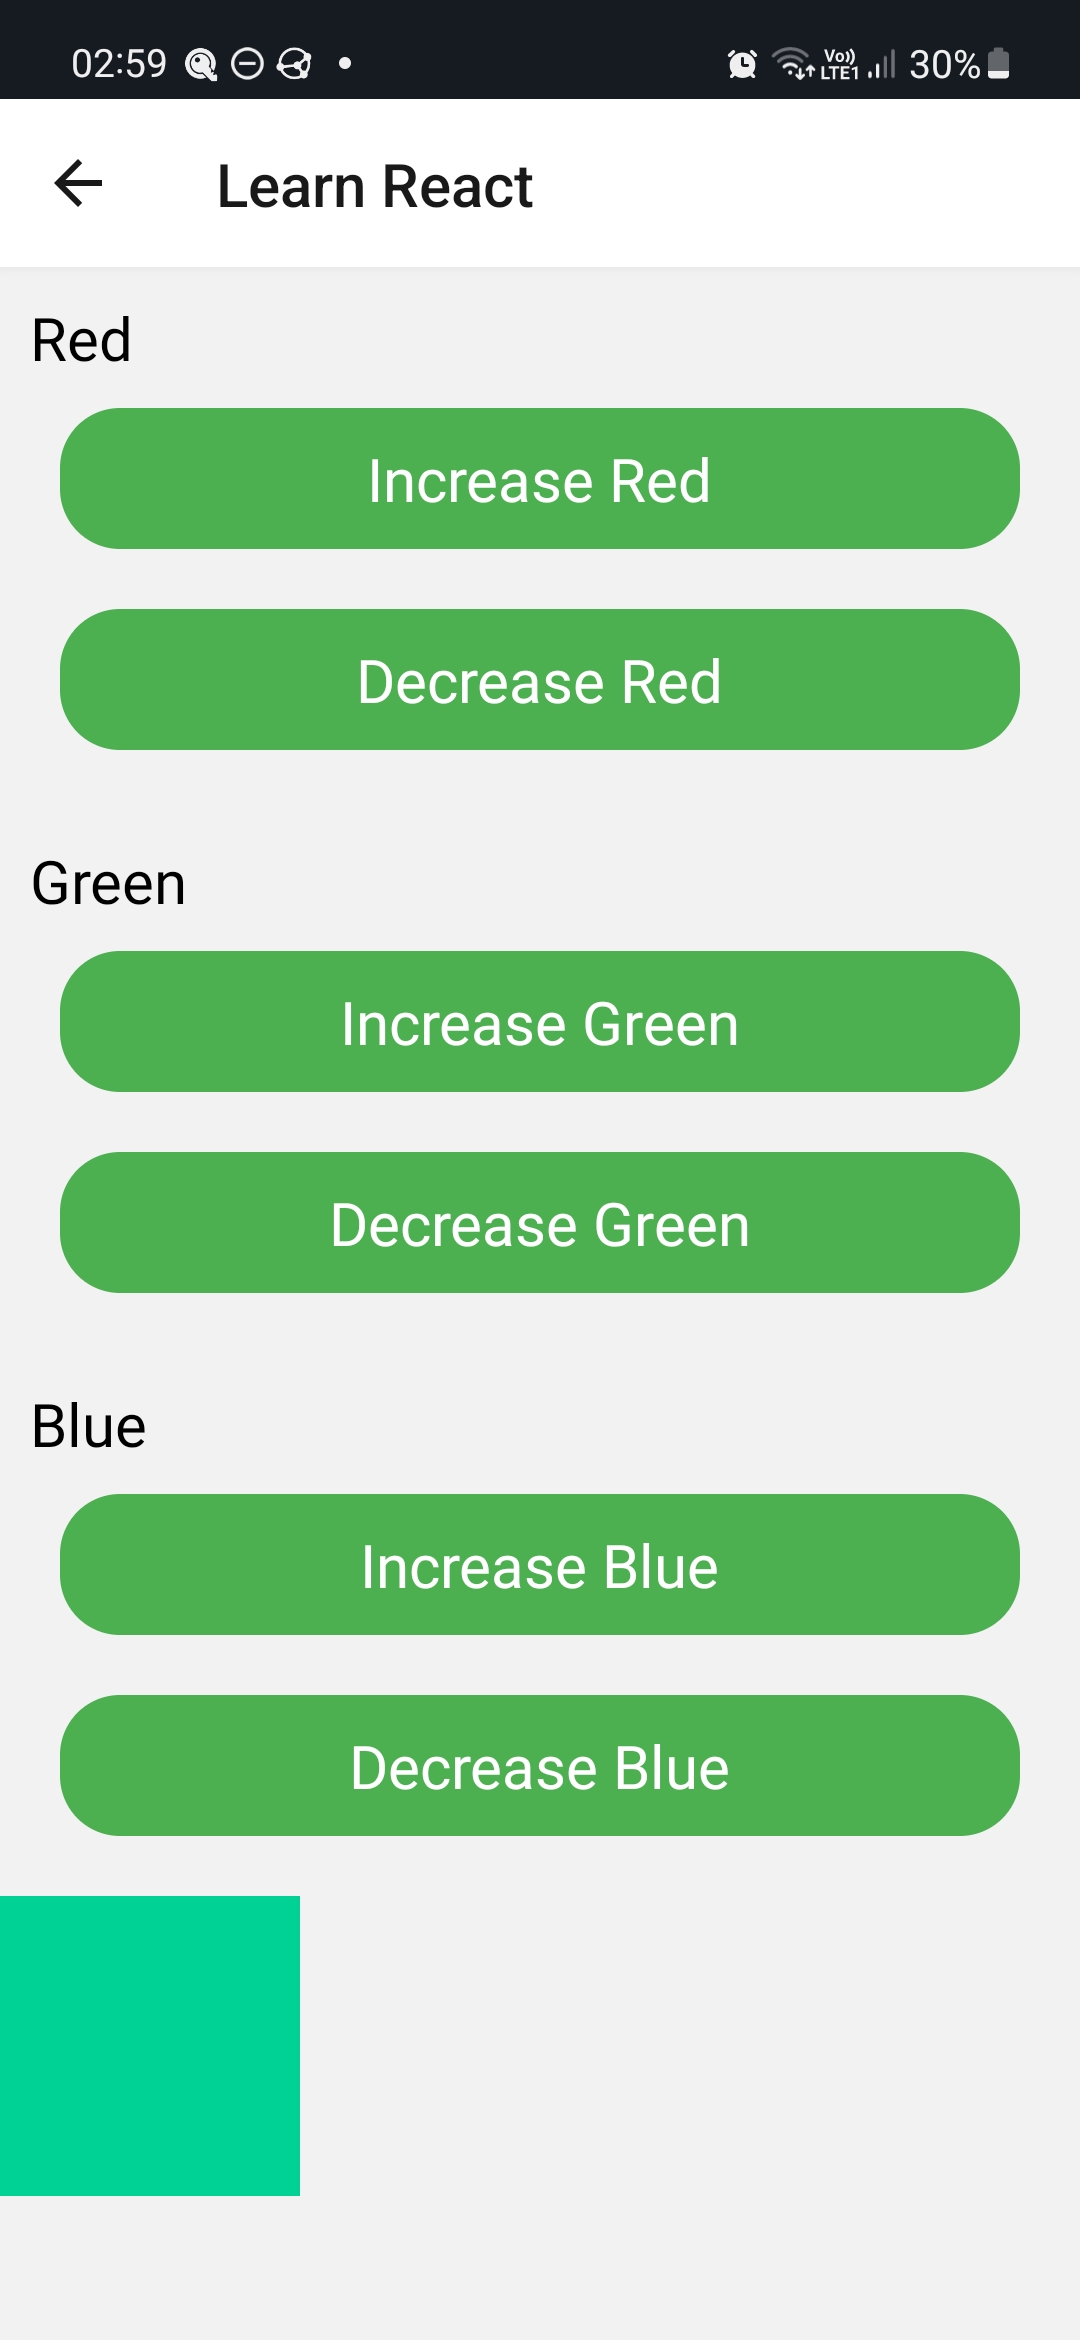 02:59
Vo))
LTE1
30%
Learn React
Red
Increase Red
Decrease Red
Green
Increase Green
Decrease Green
Blue
Increase Blue
Decrease Blue